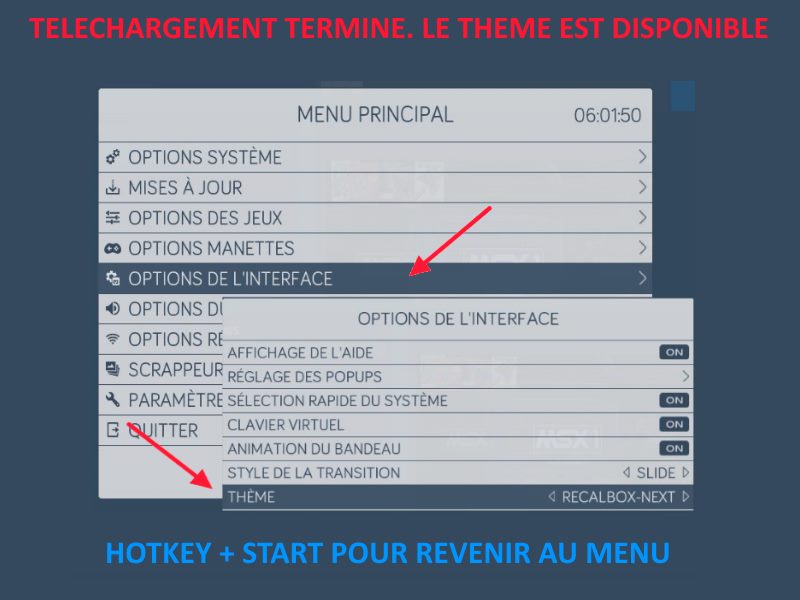 TELECHARGEMENT TERMINE. LE THEME EST DISPONIBLE
MENU PRINCIPAL 06:01:50
OPTIONS SYSTÈME
MISES À JOUR
OPTIONS DES JEUX
OPTIONS MANETTES
OPTIONS DE L'INTERFACE
OPTIONS DU
OPTIONS RÉ
SCRAPPEUR
PARAMÈTRE
QUITTER
OPTIONS DE L'INTERFACE
AFFICHAGE DE L'AIDE ON
RÉGLAGE DES POPUPS
SÉLECTION RAPIDE DU SYSTÈME ON
CLAVIER VIRTUEL ON
ANIMATION DU BANDEAU ON
STYLE DE LA TRANSITION SLIDE
THÈME RECALBOX-NEXT
HOTKEY + START POUR REVENIR AU MENU